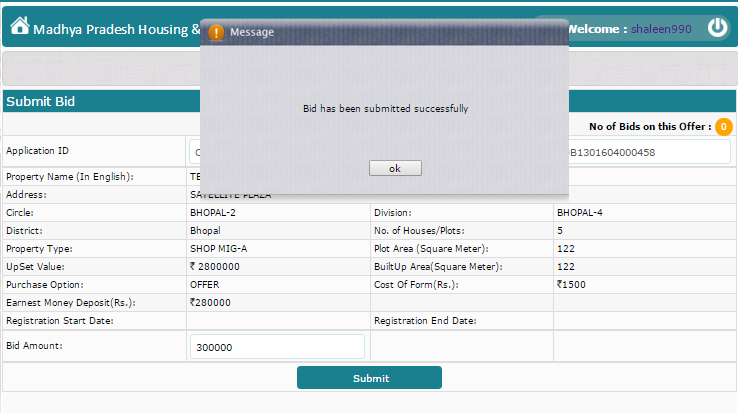 Madhya Pradesh Housing &
Message
Welcome : shaleen990
Bid has been submitted successfully
ok
Submit Bid
No of Bids on this Offer : 0
Application ID
B1301604000458
Property Name (In English):
Address: SATELLITE PLAZA
Circle: BHOPAL-2 Division: BHOPAL-4
District: Bhopal No. of Houses/Plots: 5
Property Type: SHOP MIG-A Plot Area (Square Meter): 122
UpSet Value: ₹ 2800000 BuiltUp Area(Square Meter): 122
Purchase Option: OFFER Cost Of Form(Rs.): ₹1500
Earnest Money Deposit(Rs.): ₹280000
Registration Start Date: Registration End Date:
Bid Amount: 300000
Submit